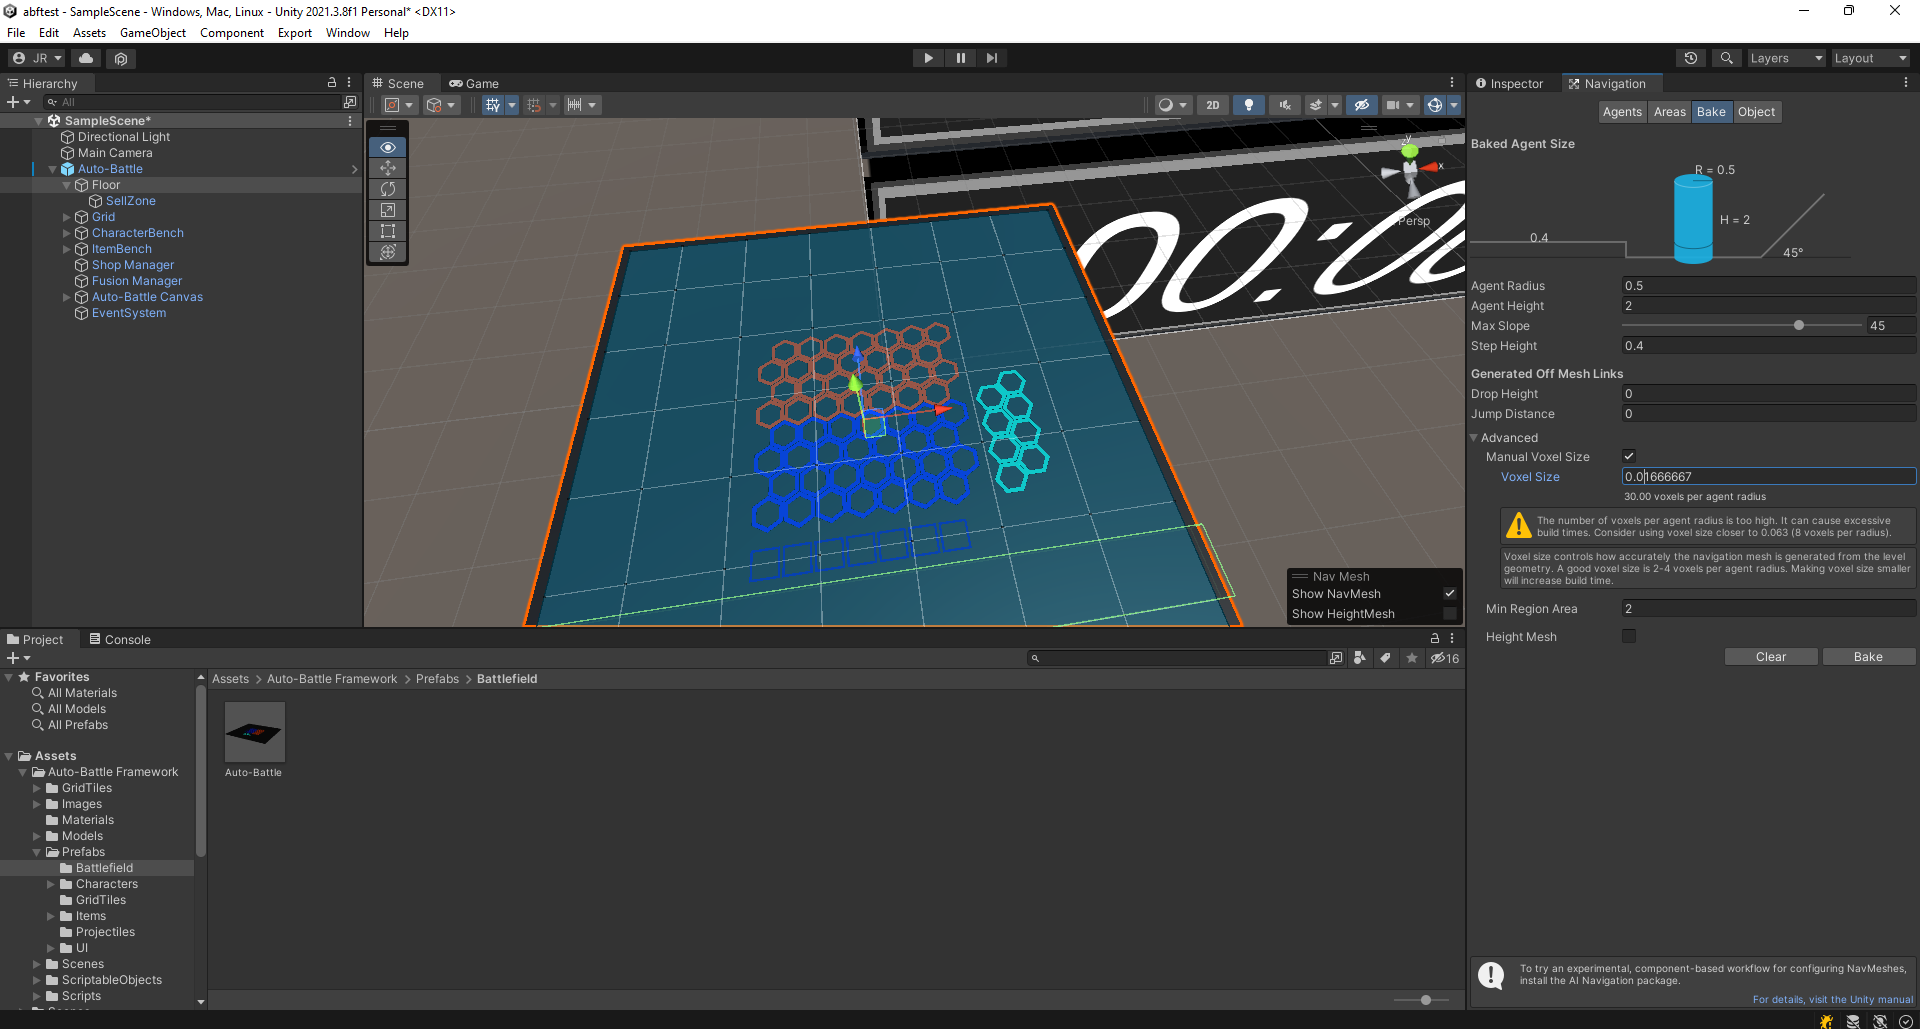 abftest - SampleScene - Windows, Mac, Linux - Unity 2021.3.8f1 Personal* <DX11>
File Edit Assets GameObject Component Export Window Help
JR
Layers Layout
Hierarchy
All
SampleScene*
Directional Light
Main Camera
Auto-Battle
Floor
SellZone
Grid
CharacterBench
ItemBench
Shop Manager
Fusion Manager
Auto-Battle Canvas
EventSystem
Scene Game
2D
y
x
Persp
00:0
Nav Mesh
Show NavMesh
Show HeightMesh
Inspector Navigation
Agents Areas Bake Object
Baked Agent Size
R = 0.5
H = 2
0.4
45°
Agent Radius 0.5
Agent Height 2
Max Slope 45
Step Height 0.4
Generated Off Mesh Links
Drop Height 0
Jump Distance 0
Advanced
Manual Voxel Size
Voxel Size 0.01666667
30.00 voxels per agent radius
The number of voxels per agent radius is too high. It can cause excessive
build times. Consider using voxel size closer to 0.063 (8 voxels per radius).
Voxel size controls how accurately the navigation mesh is generated from the level
geometry. A good voxel size is 2-4 voxels per agent radius. Making voxel size smaller
will increase build time.
Min Region Area 2
Height Mesh
Clear Bake
To try an experimental, component-based workflow for configuring NavMeshes,
install the AI Navigation package.
For details, visit the Unity manual
Project Console
16
Favorites
All Materials
All Models
All Prefabs
Assets
Auto-Battle Framework
GridTiles
Images
Materials
Models
Prefabs
Battlefield
Characters
GridTiles
Items
Projectiles
UI
Scenes
ScriptableObjects
Scripts
Assets > Auto-Battle Framework > Prefabs > Battlefield
Auto-Battle